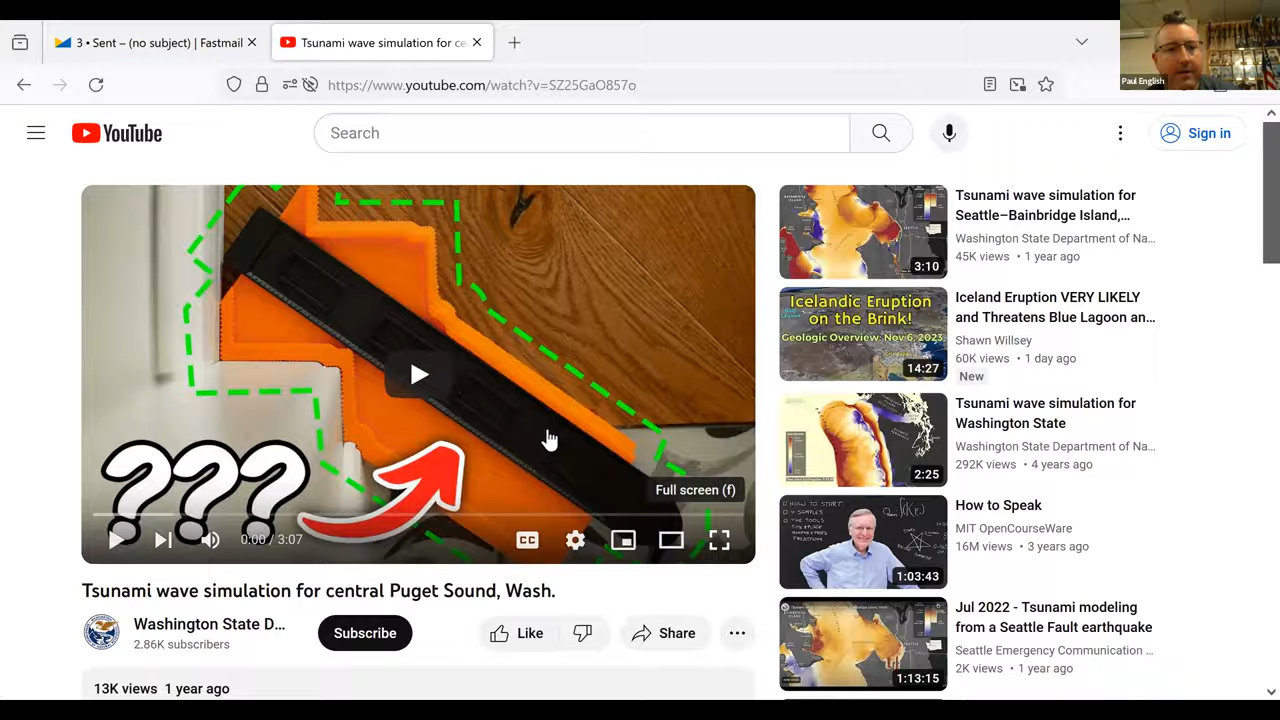 3 • Sent – (no subject) | Fastmail
Tsunami wave simulation for ce
Paul English
https://www.youtube.com/watch?v=SZ25GaO857o
YouTube
Search
Sign in
???
Full screen (f)
0:00 / 3:07
CC
Tsunami wave simulation for central Puget Sound, Wash.
Washington State D...
2.86K subscribers
Subscribe
Like
Share
13K views 1 year ago
3:10
Tsunami wave simulation for
Seattle–Bainbridge Island,...
Washington State Department of Na...
45K views • 1 year ago
Icelandic Eruption
on the Brink!
Geologic Overview: Nov 6, 2023
14:27
Iceland Eruption VERY LIKELY
and Threatens Blue Lagoon an...
Shawn Willsey
60K views • 1 day ago
New
2:25
Tsunami wave simulation for
Washington State
Washington State Department of Na...
292K views • 4 years ago
HOW TO START
SAMPLES
THE TOOLS
1:03:43
How to Speak
MIT OpenCourseWare
16M views • 3 years ago
1:13:15
Jul 2022 - Tsunami modeling
from a Seattle Fault earthquake
Seattle Emergency Communication ...
2K views • 1 year ago